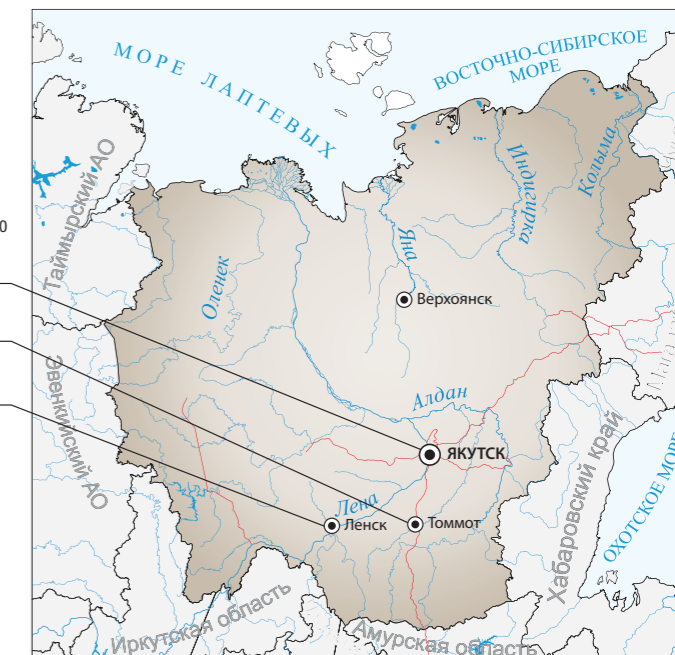 МОРЕ ЛАПТЕВЫХ
ВОСТОЧНО-СИБИРСКОЕ
МОРЕ
Таймырский АО
0
Оленек
Яна
Индигирка
Колыма
Верхоянск
Эвенкийский АО
Алдан
ЯКУТСК
Лена
Ленск
Томмот
Хабаровский край
ОХОТСКОЕ МОРЕ
Иркутская область
Амурская область